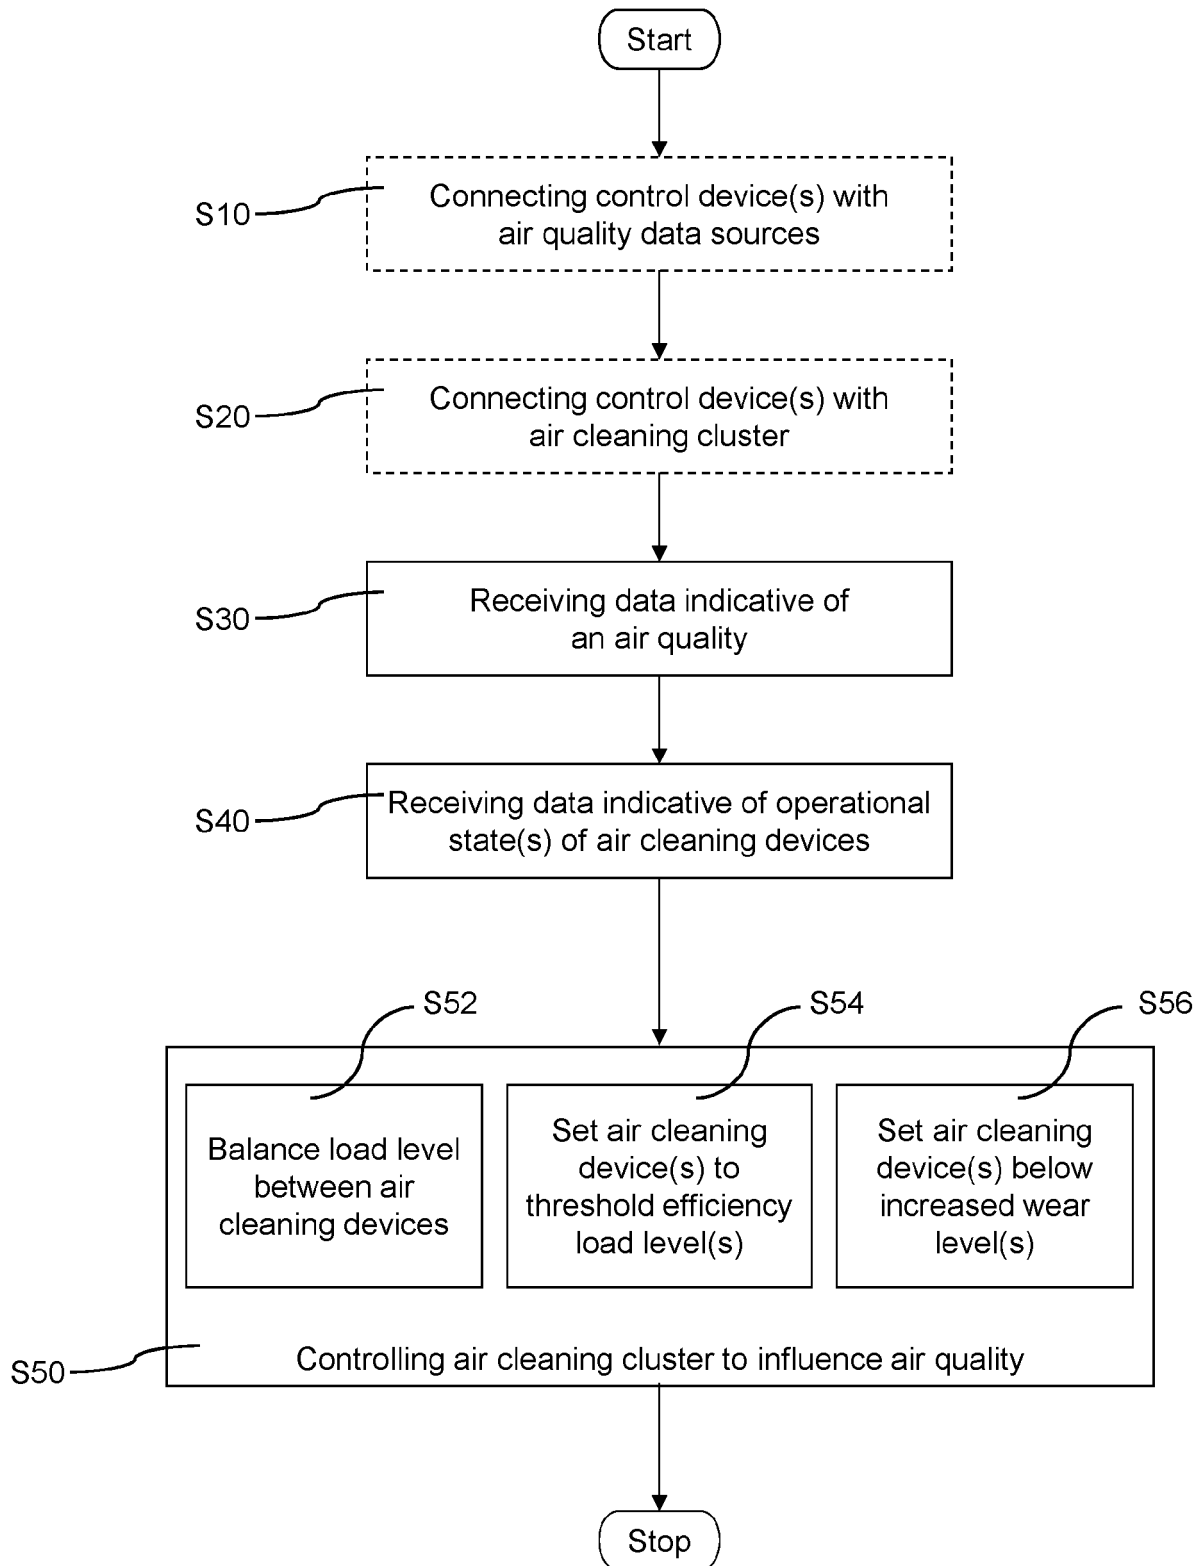 Start
S10
Connecting control device(s) with
air quality data sources
S20
Connecting control device(s) with
air cleaning cluster
S30
Receiving data indicative of
an air quality
S40
Receiving data indicative of operational
state(s) of air cleaning devices
S52
S54
S56
Balance load level
between air
cleaning devices
Set air cleaning
device(s) to
threshold efficiency
load level(s)
Set air cleaning
device(s) below
increased wear
level(s)
S50
Controlling air cleaning cluster to influence air quality
Stop